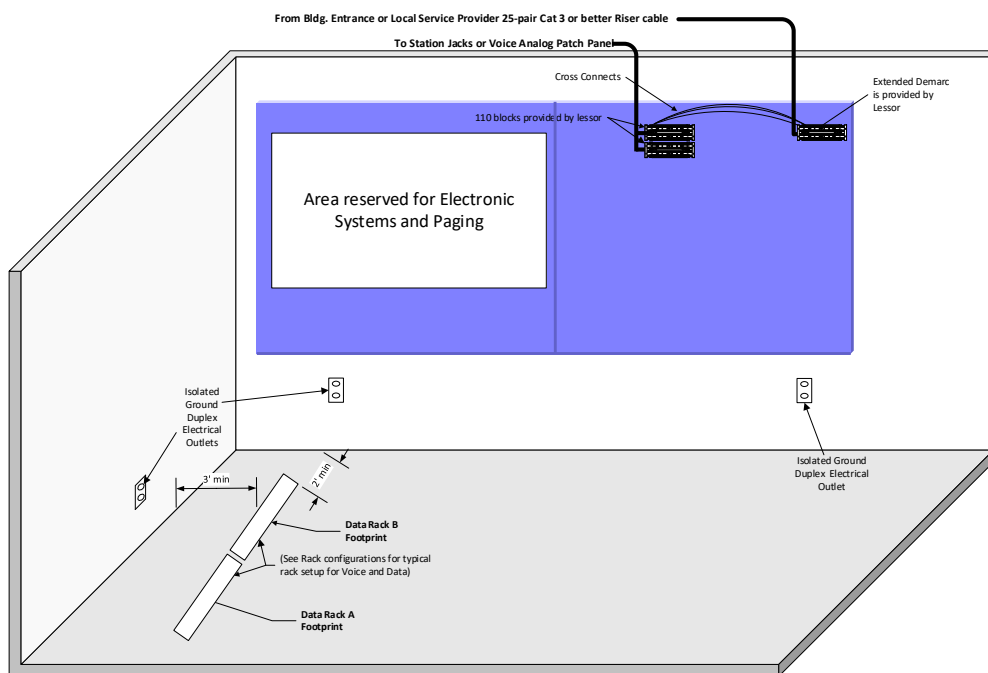 From Bldg. Entrance or Local Service Provider 25-pair Cat 3 or better Riser cable
To Station Jacks or Voice Analog Patch Panel
Cross Connects
Extended Demarc
is provided by
Lessor
110 blocks provided by lessor
Area reserved for Electronic
Systems and Paging
Isolated
Ground
Duplex
Electrical
Outlets
Isolated Ground
Duplex Electrical
Outlet
3' min
2' min
Data Rack B
Footprint
(See Rack configurations for typical
rack setup for Voice and Data)
Data Rack A
Footprint